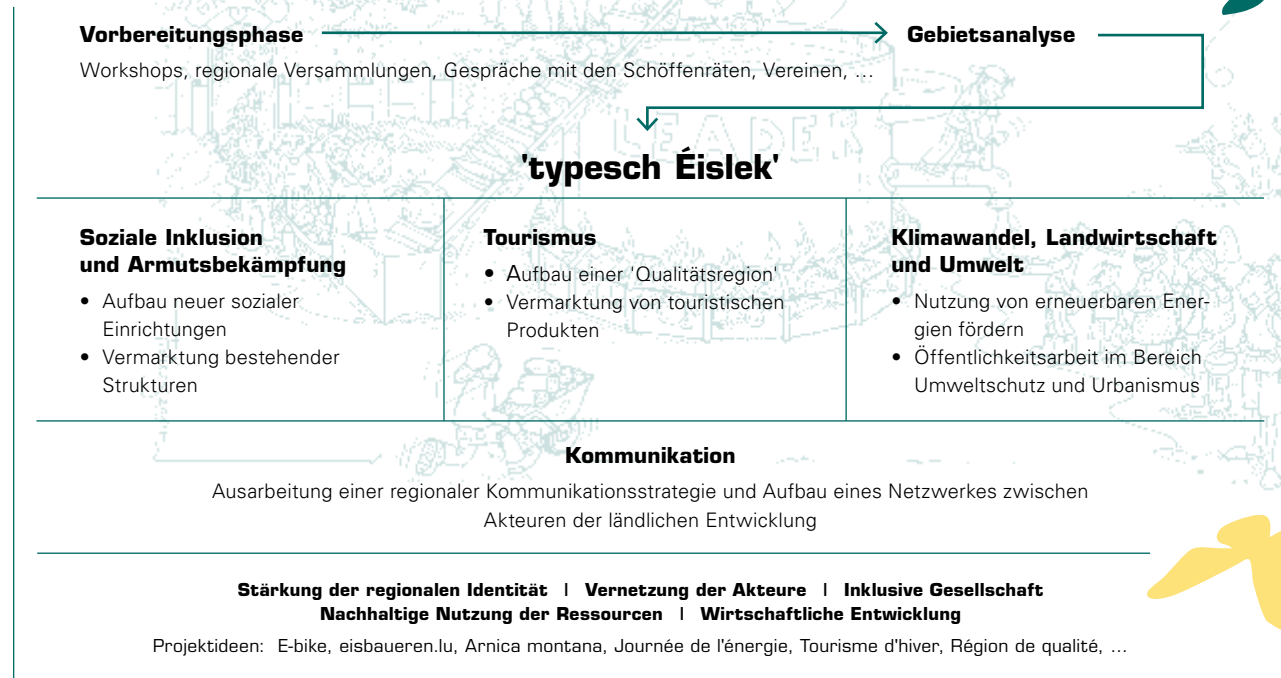 Vorbereitungsphase
Gebietsanalyse
Workshops, regionale Versammlungen, Gespräche mit den Schöffenräten, Vereinen, ...
LEADER
'typesch Éislek'
Soziale Inklusion
und Armutsbekämpfung
• Aufbau neuer sozialer
Einrichtungen
• Vermarktung bestehender
Strukturen
Tourismus
• Aufbau einer 'Qualitätsregion'
• Vermarktung von touristischen
Produkten
Klimawandel, Landwirtschaft
und Umwelt
• Nutzung von erneuerbaren Ener-
gien fördern
• Öffentlichkeitsarbeit im Bereich
Umweltschutz und Urbanismus
Kommunikation
Ausarbeitung einer regionaler Kommunikationsstrategie und Aufbau eines Netzwerkes zwischen
Akteuren der ländlichen Entwicklung
Stärkung der regionalen Identität | Vernetzung der Akteure | Inklusive Gesellschaft
Nachhaltige Nutzung der Ressourcen | Wirtschaftliche Entwicklung
Projektideen: E-bike, eisbaueren.lu, Arnica montana, Journée de l'énergie, Tourisme d'hiver, Région de qualité, ...